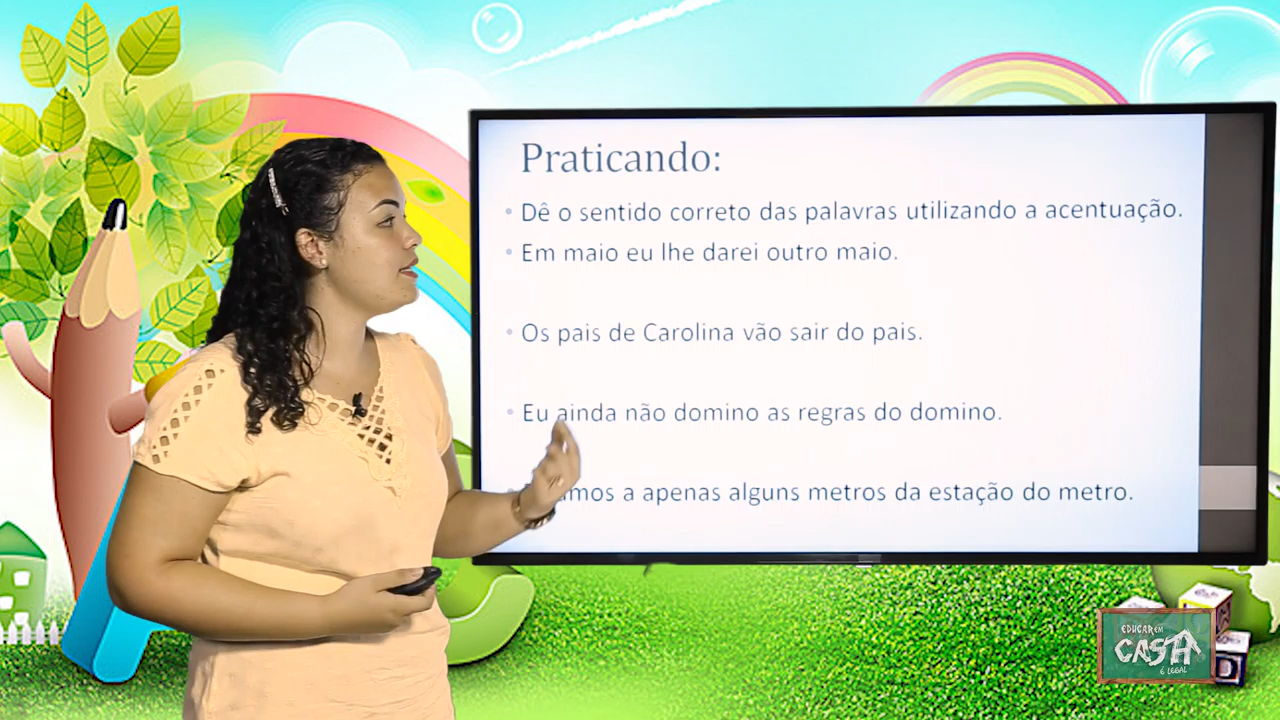 Praticando:
• Dê o sentido correto das palavras utilizando a acentuação.
• Em maio eu lhe darei outro maio.
• Os pais de Carolina vão sair do pais.
• Eu ainda não domino as regras do domino.
a apenas alguns metros da estação do metro.
EDUCAR EM
CASA
É LEGAL
D